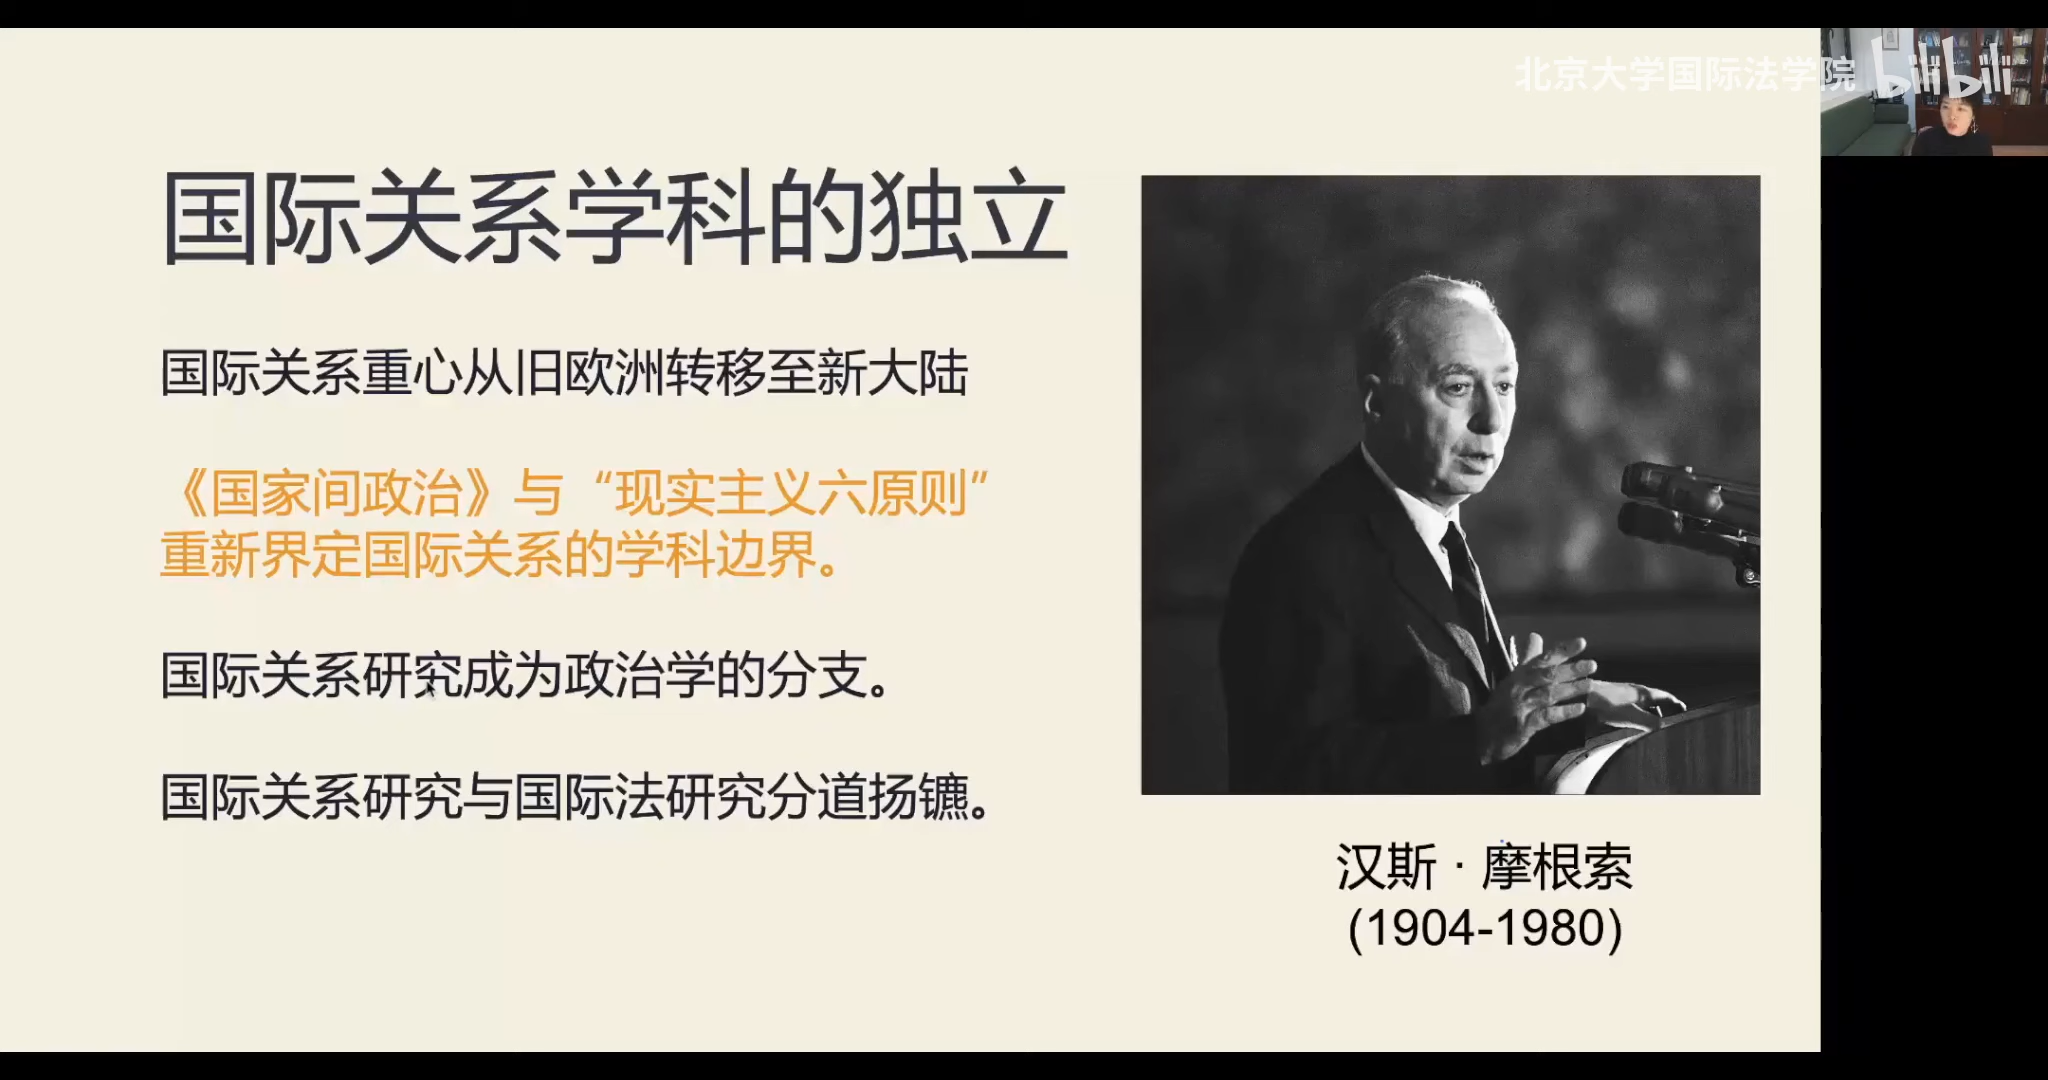 北京大学国际法学院 bilibili
国际关系学科的独立
国际关系重心从旧欧洲转移至新大陆
《国家间政治》与“现实主义六原则”
重新界定国际关系的学科边界。
国际关系研究成为政治学的分支。
国际关系研究与国际法研究分道扬镳。
汉斯·摩根索
(1904-1980)